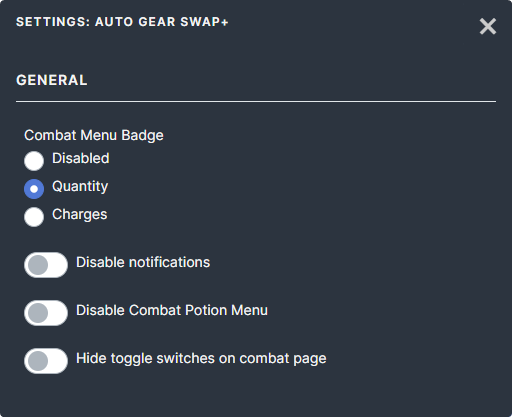 SETTINGS: AUTO GEAR SWAP+
GENERAL
Combat Menu Badge
Disabled
Quantity
Charges
Disable notifications
Disable Combat Potion Menu
Hide toggle switches on combat page